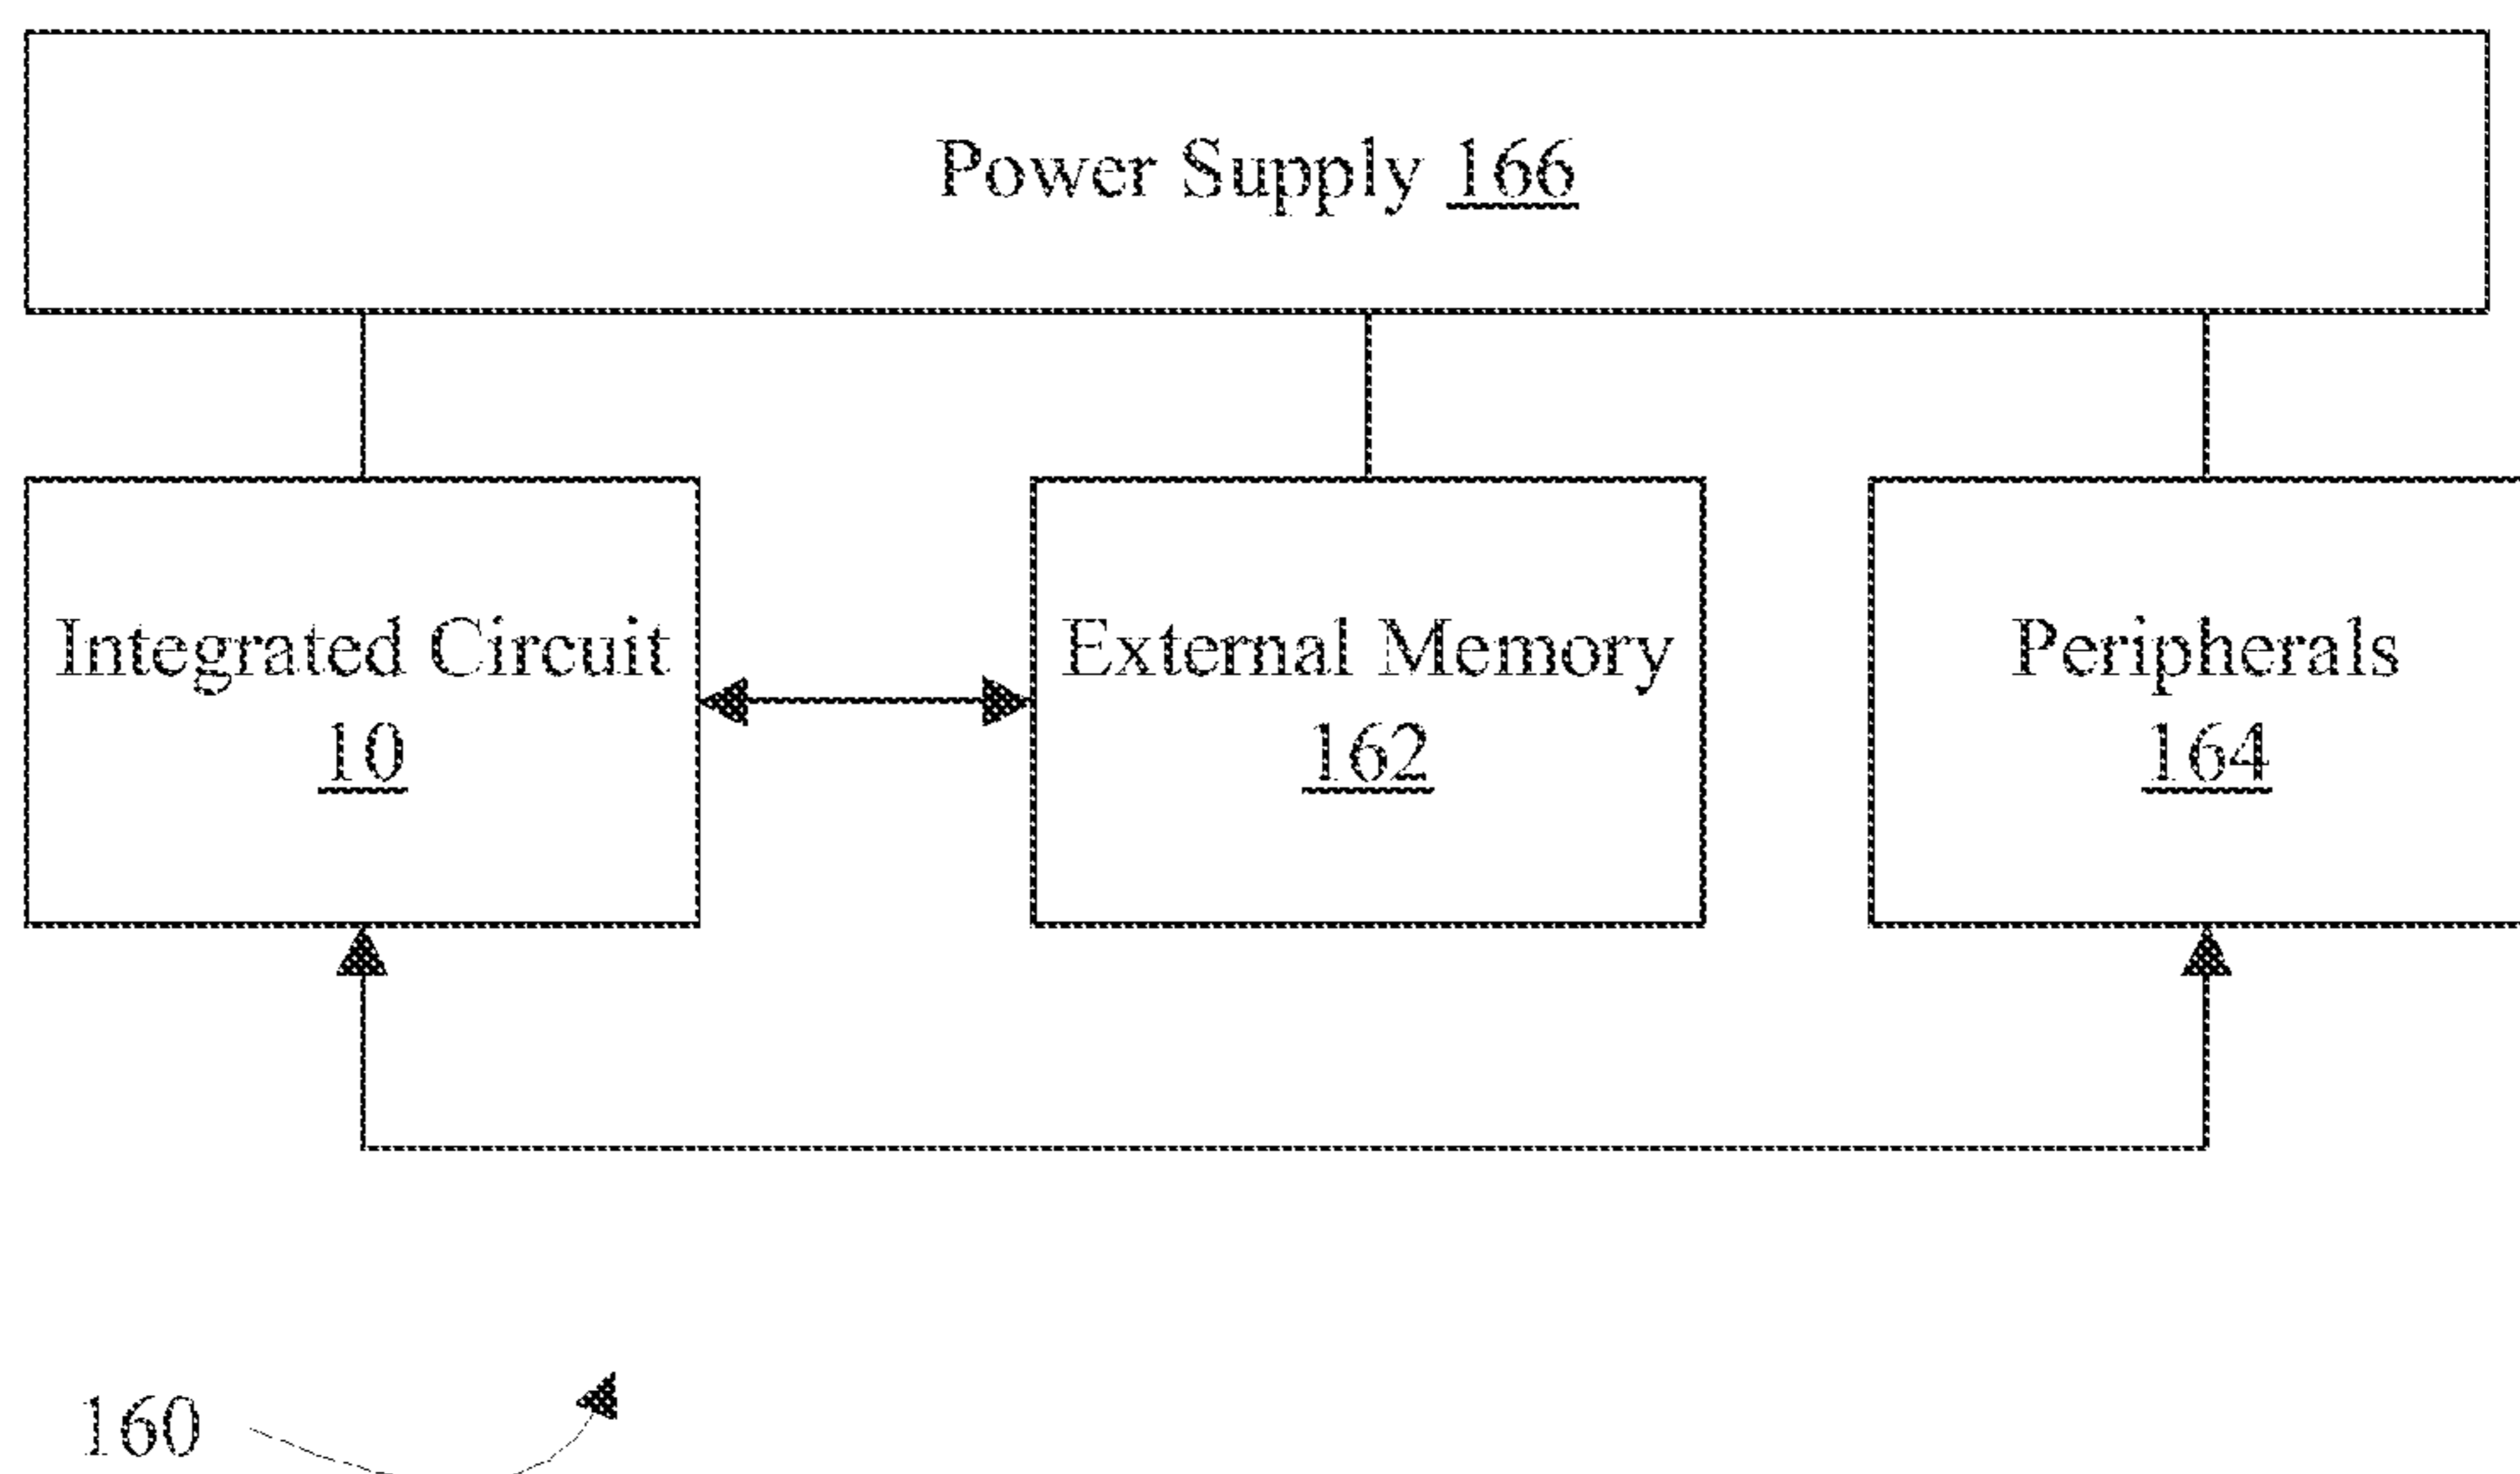 Power Supply 166
Integrated Circuit
10
External Memory
162
Peripherals
164
160